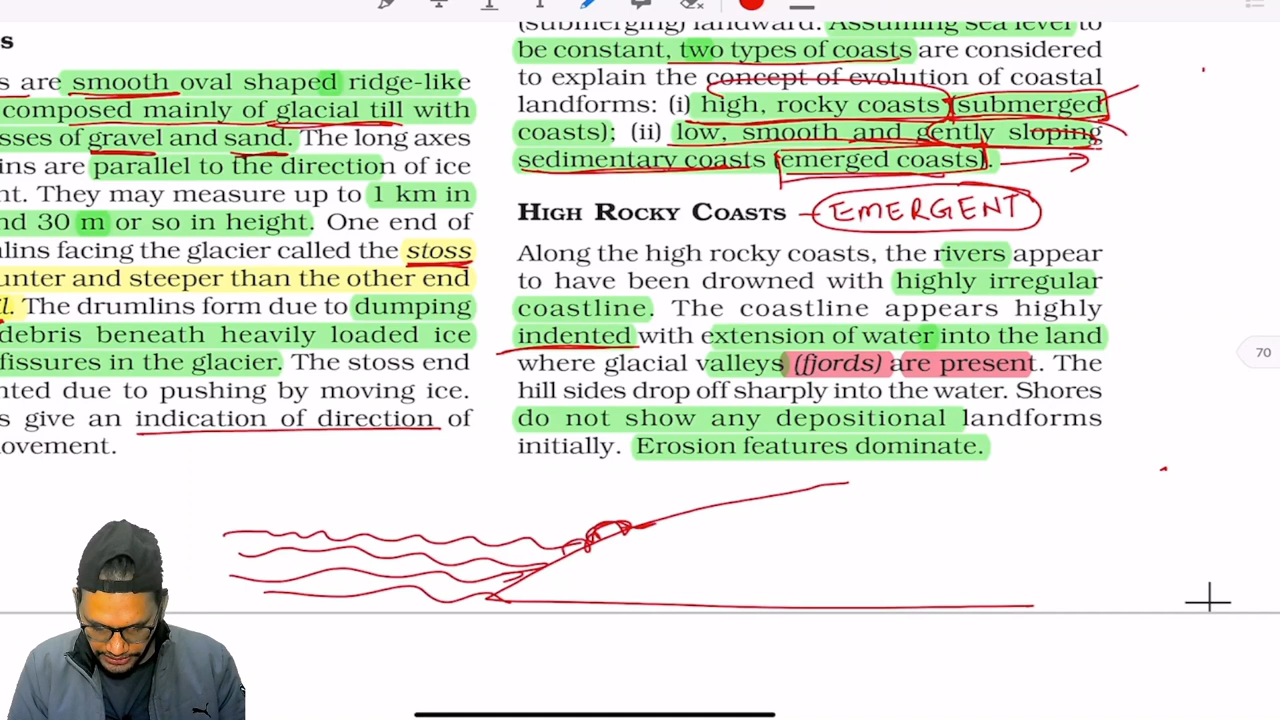 s
s are smooth oval shaped ridge-like
composed mainly of glacial till with
sses of gravel and sand. The long axes
ins are parallel to the direction of ice
nt. They may measure up to 1 km in
nd 30 m or so in height. One end of
lins facing the glacier called the stoss
unter and steeper than the other end
l. The drumlins form due to dumping
debris beneath heavily loaded ice
fissures in the glacier. The stoss end
nted due to pushing by moving ice.
s give an indication of direction of
ovement.
(submerging) landward. Assuming sea level to
be constant, two types of coasts are considered
to explain the concept of evolution of coastal
landforms: (i) high, rocky coasts (submerged
coasts); (ii) low, smooth and gently sloping
sedimentary coasts (emerged coasts).
HIGH ROCKY COASTS - EMERGENT
Along the high rocky coasts, the rivers appear
to have been drowned with highly irregular
coastline. The coastline appears highly
indented with extension of water into the land
where glacial valleys (fjords) are present. The
hill sides drop off sharply into the water. Shores
do not show any depositional landforms
initially. Erosion features dominate.
70